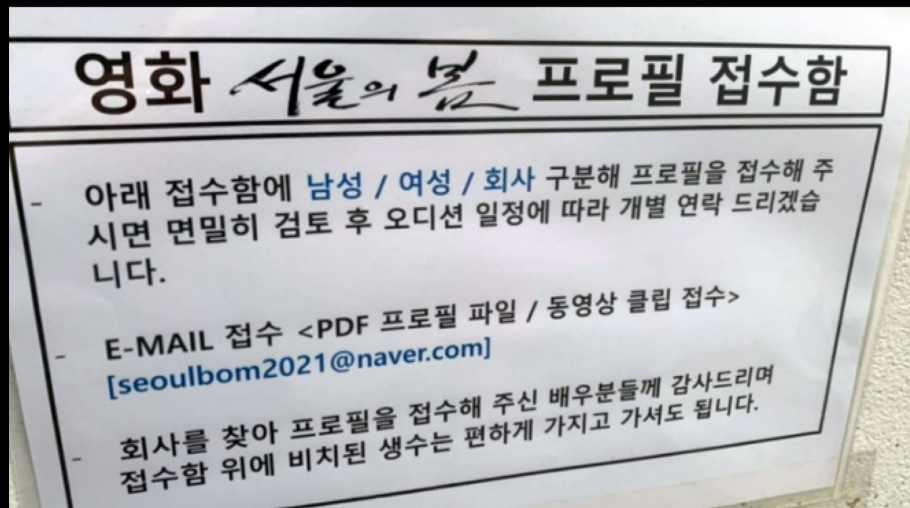 영화 서울의 봄 프로필 접수함
- 아래 접수함에 남성 / 여성 / 회사 구분해 프로필을 접수해 주
시면 면밀히 검토 후 오디션 일정에 따라 개별 연락 드리겠습
니다.
- E-MAIL 접수 <PDF 프로필 파일 / 동영상 클립 접수>
[seoulbom2021@naver.com]
- 회사를 찾아 프로필을 접수해 주신 배우분들께 감사드리며
접수함 위에 비치된 생수는 편하게 가지고 가셔도 됩니다.